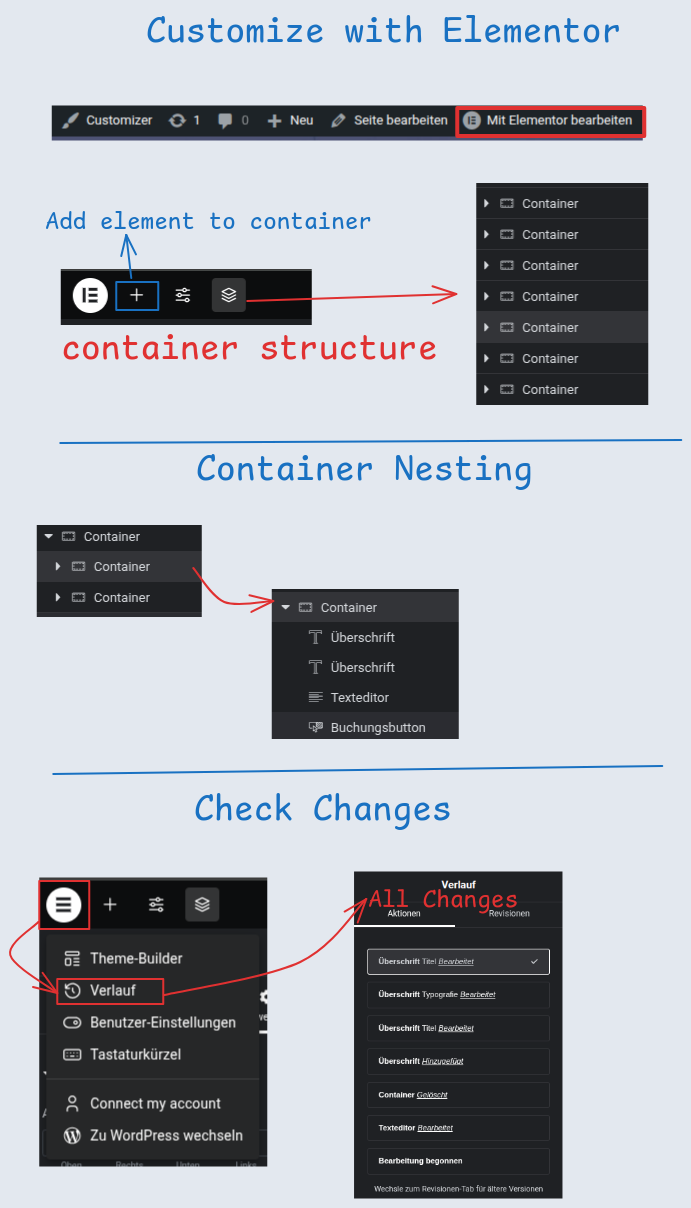 Customize with Elementor
Customizer 1 0 Neu Seite bearbeiten Mit Elementor bearbeiten
Add element to container
container structure
Container
Container
Container
Container
Container
Container
Container
Container Nesting
Container
Container
Container
Container
Überschrift
Überschrift
Texteditor
Buchungsbutton
Check Changes
Theme-Builder
Verlauf
Benutzer-Einstellungen
Tastaturkürzel
Connect my account
Zu WordPress wechseln
Oben Rechts Unten Links
Verlauf
All Changes
Aktionen Revisionen
Überschrift Titel Bearbeitet
Überschrift Typografie Bearbeitet
Überschrift Titel Bearbeitet
Überschrift Hinzugefügt
Container Gelöscht
Texteditor Bearbeitet
Bearbeitung begonnen
Wechsle zum Revisionen-Tab für ältere Versionen